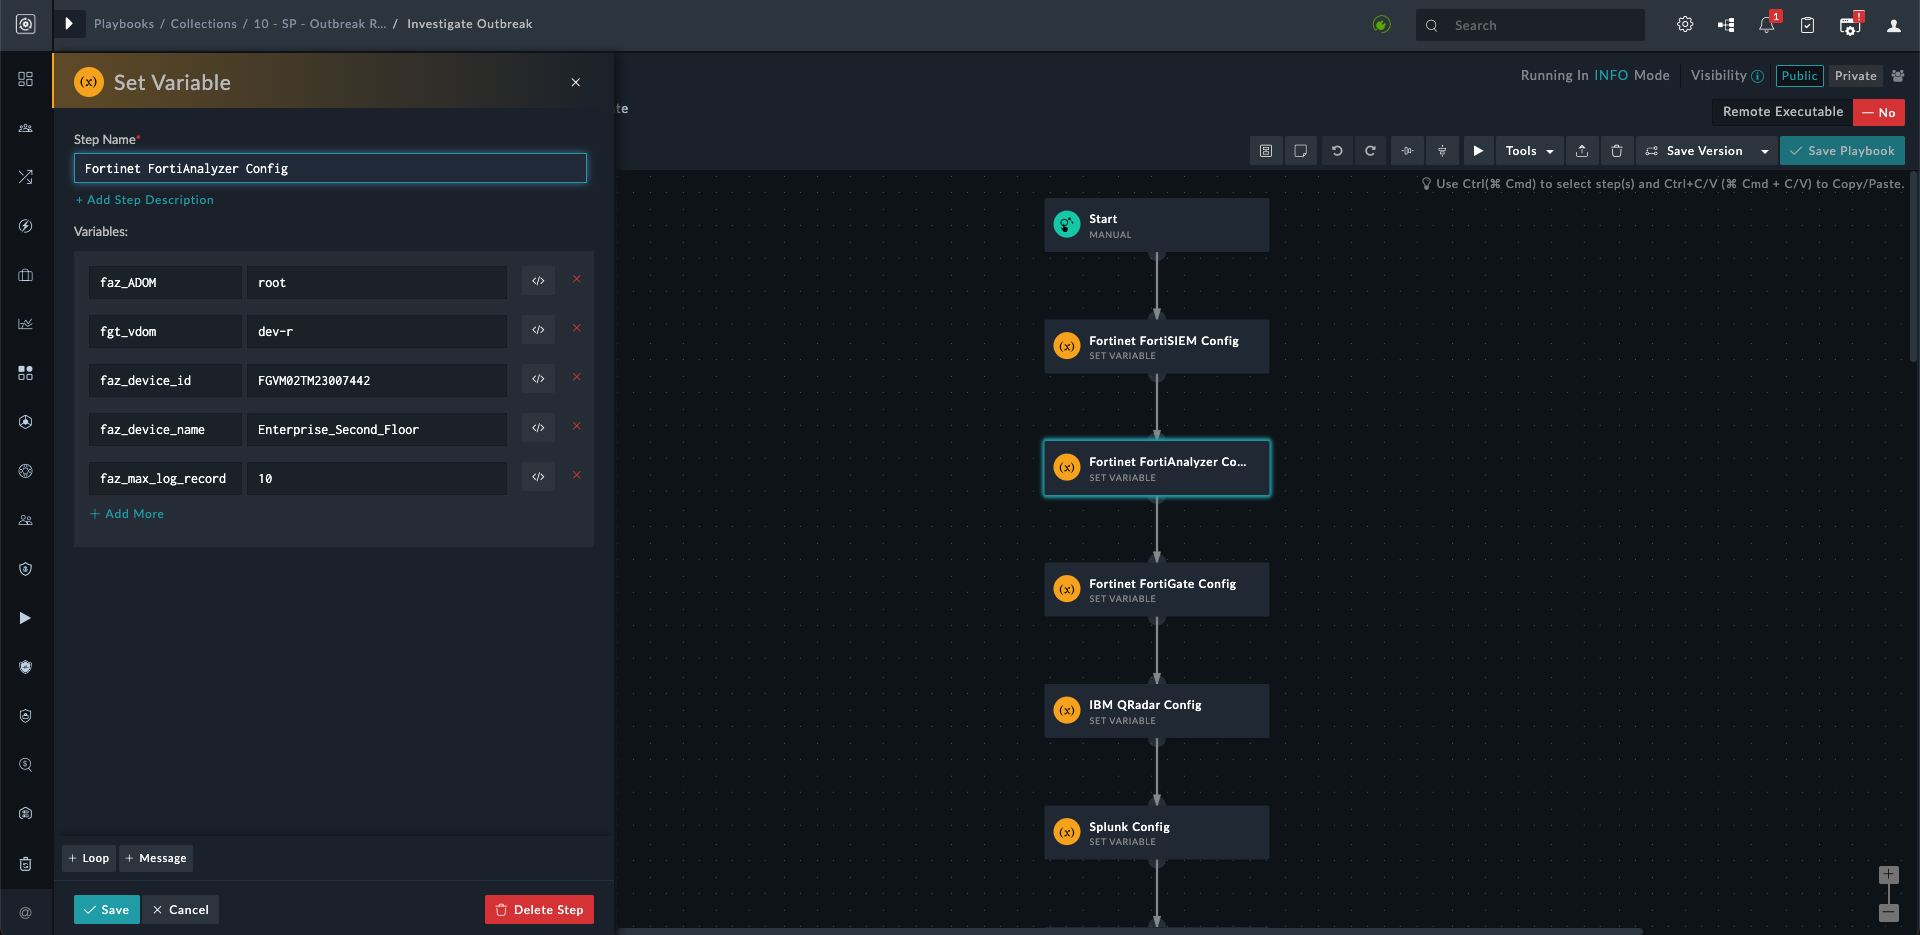 Playbooks / Collections / 10 - SP - Outbreak R... / Investigate Outbreak
Search
1
!
(x) Set Variable
te
Running In INFO Mode
Visibility
Public
Private
Remote Executable
No
Tools
Save Version
Save Playbook
Use Ctrl(⌘ Cmd) to select step(s) and Ctrl+C/V (⌘ Cmd + C/V) to Copy/Paste.
Step Name*
Fortinet FortiAnalyzer Config
+ Add Step Description
Variables:
faz_ADOM root </>
fgt_vdom dev-r </>
faz_device_id FGVM02TM23007442 </>
faz_device_name Enterprise_Second_Floor </>
faz_max_log_record 10 </>
+ Add More
+ Loop
+ Message
Save
Cancel
Delete Step
@
Start
MANUAL
(x) Fortinet FortiSIEM Config
SET VARIABLE
(x) Fortinet FortiAnalyzer Co...
SET VARIABLE
(x) Fortinet FortiGate Config
SET VARIABLE
(x) IBM QRadar Config
SET VARIABLE
(x) Splunk Config
SET VARIABLE